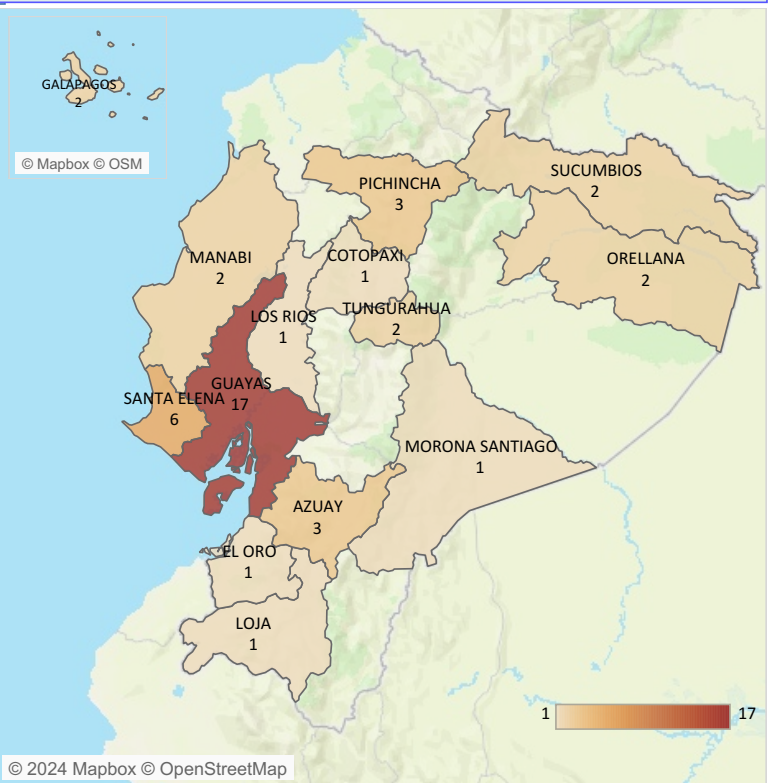 GALAPAGOS
2
© Mapbox © OSM
PICHINCHA
3
SUCUMBIOS
2
MANABI
2
COTOPAXI
1
ORELLANA
2
TUNGURAHUA
2
LOS RIOS
1
GUAYAS
17
SANTA ELENA
6
MORONA SANTIAGO
1
AZUAY
3
EL ORO
1
LOJA
1
1
17
© 2024 Mapbox © OpenStreetMap